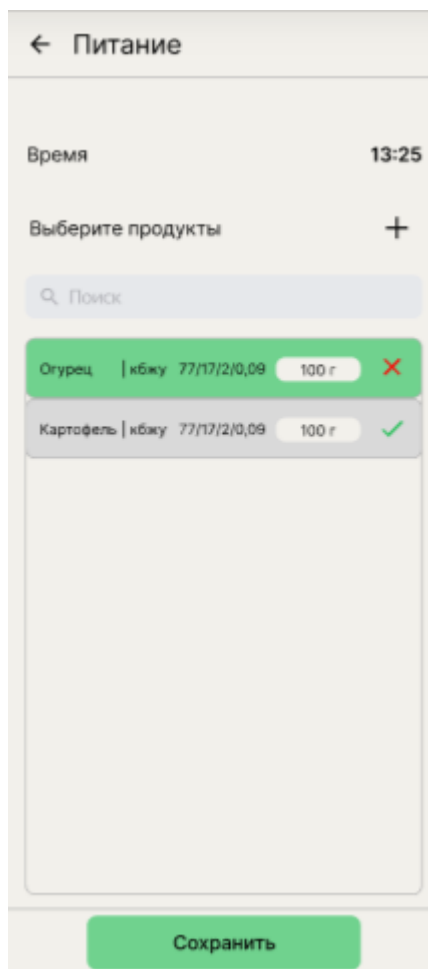 Питание
Время 13:25
Выберите продукты
Поиск
Огурец | кбжу 77/17/2/0,09 100 г
Картофель | кбжу 77/17/2/0,09 100 г
Сохранить